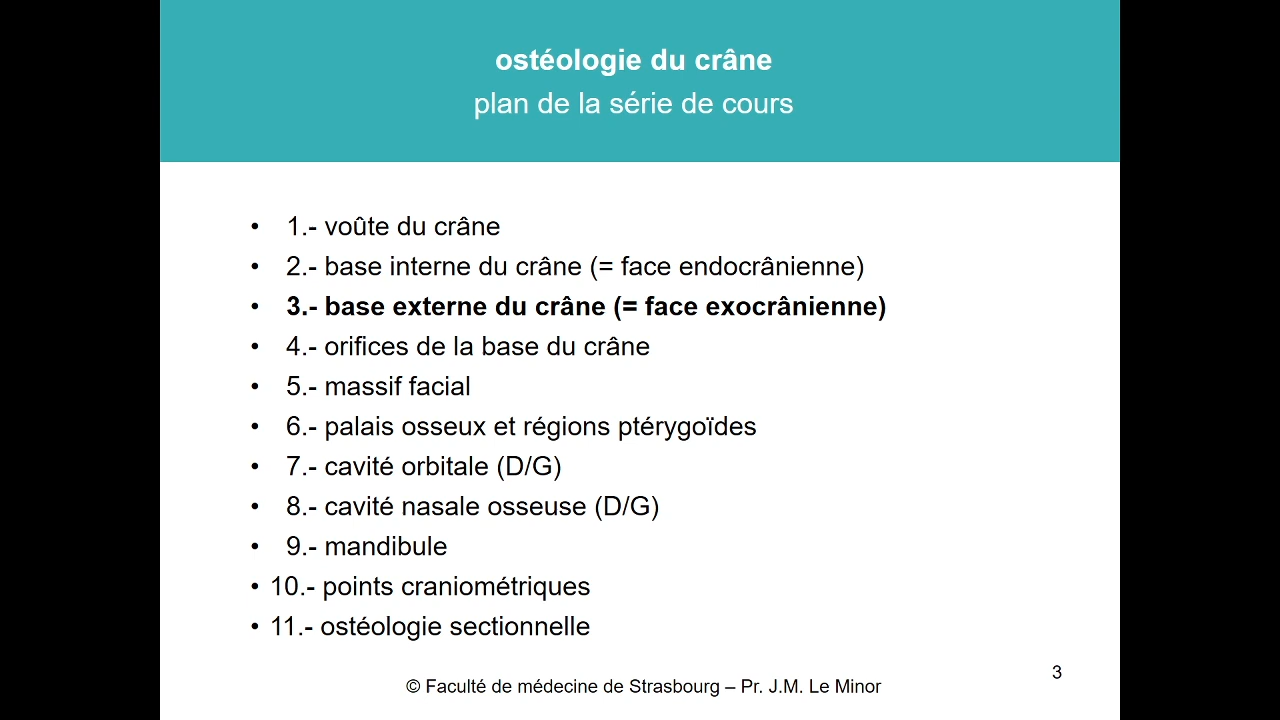 ostéologie du crâne
plan de la série de cours
• 1.- voûte du crâne
• 2.- base interne du crâne (= face endocrânienne)
• 3.- base externe du crâne (= face exocrânienne)
• 4.- orifices de la base du crâne
• 5.- massif facial
• 6.- palais osseux et régions ptérygoïdes
• 7.- cavité orbitale (D/G)
• 8.- cavité nasale osseuse (D/G)
• 9.- mandibule
• 10.- points craniométriques
• 11.- ostéologie sectionnelle
3
© Faculté de médecine de Strasbourg – Pr. J.M. Le Minor